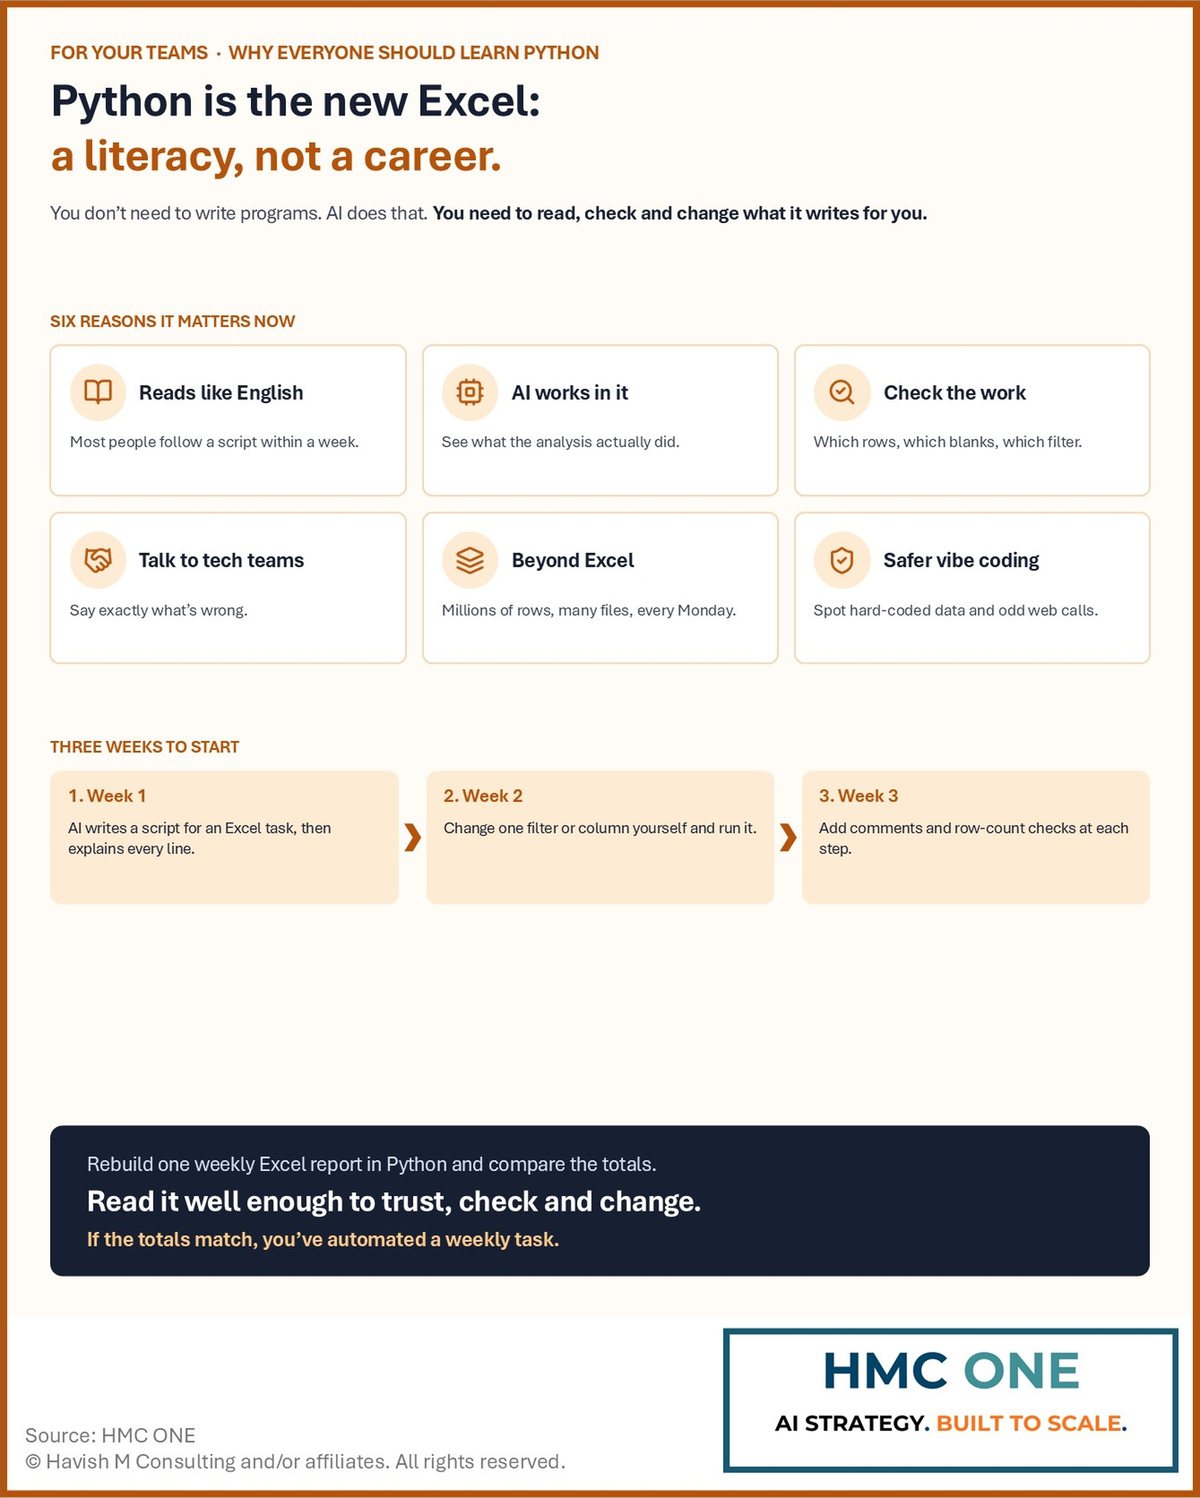 FOR YOUR TEAMS · WHY EVERYONE SHOULD LEARN PYTHON
Python is the new Excel:
a literacy, not a career.
You don’t need to write programs. AI does that. You need to read, check and change what it writes for you.
SIX REASONS IT MATTERS NOW
Reads like English
Most people follow a script within a week.
AI works in it
See what the analysis actually did.
Check the work
Which rows, which blanks, which filter.
Talk to tech teams
Say exactly what’s wrong.
Beyond Excel
Millions of rows, many files, every Monday.
Safer vibe coding
Spot hard-coded data and odd web calls.
THREE WEEKS TO START
1. Week 1
AI writes a script for an Excel task, then
explains every line.
2. Week 2
Change one filter or column yourself and run it.
3. Week 3
Add comments and row-count checks at each
step.
Rebuild one weekly Excel report in Python and compare the totals.
Read it well enough to trust, check and change.
If the totals match, you’ve automated a weekly task.
HMC ONE
AI STRATEGY. BUILT TO SCALE.
Source: HMC ONE
© Havish M Consulting and/or affiliates. All rights reserved.